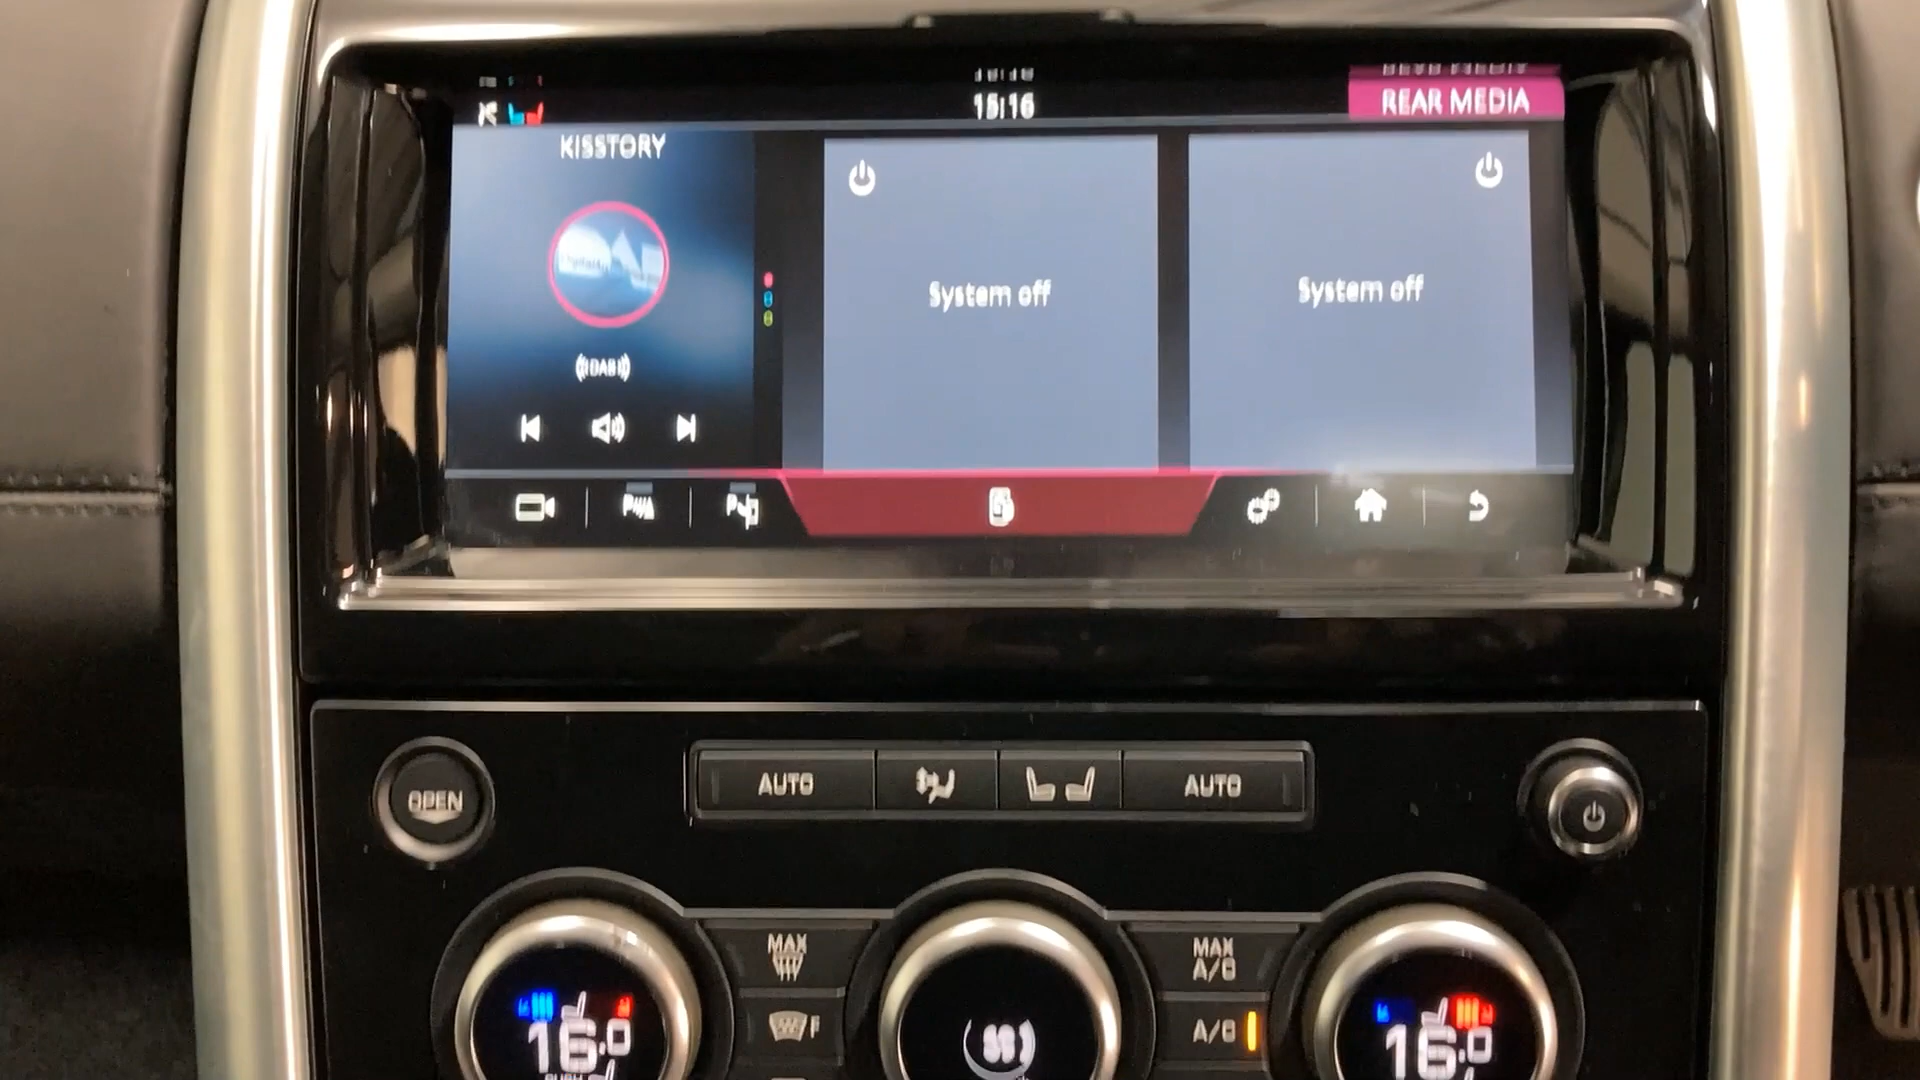 15:16
REAR MEDIA
KISSTORY
DAB
System off
System off
OPEN
AUTO
AUTO
MAX
MAX
A/C
F
A/C
16.0
16.0